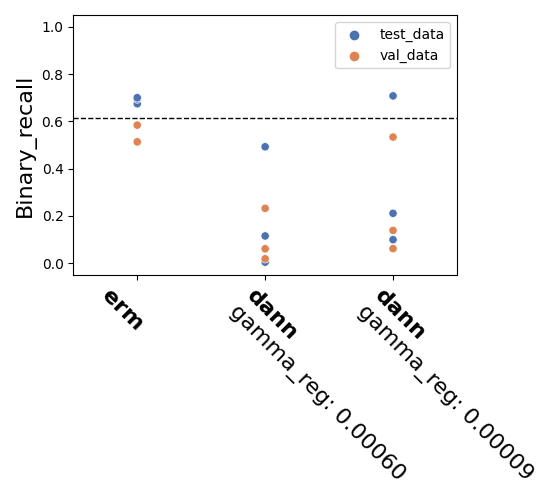 1.0
0.8
0.6
0.4
0.2
0.0
Binary_recall
test_data
val_data
erm
dann
gamma_reg: 0.00060
dann
gamma_reg: 0.00009